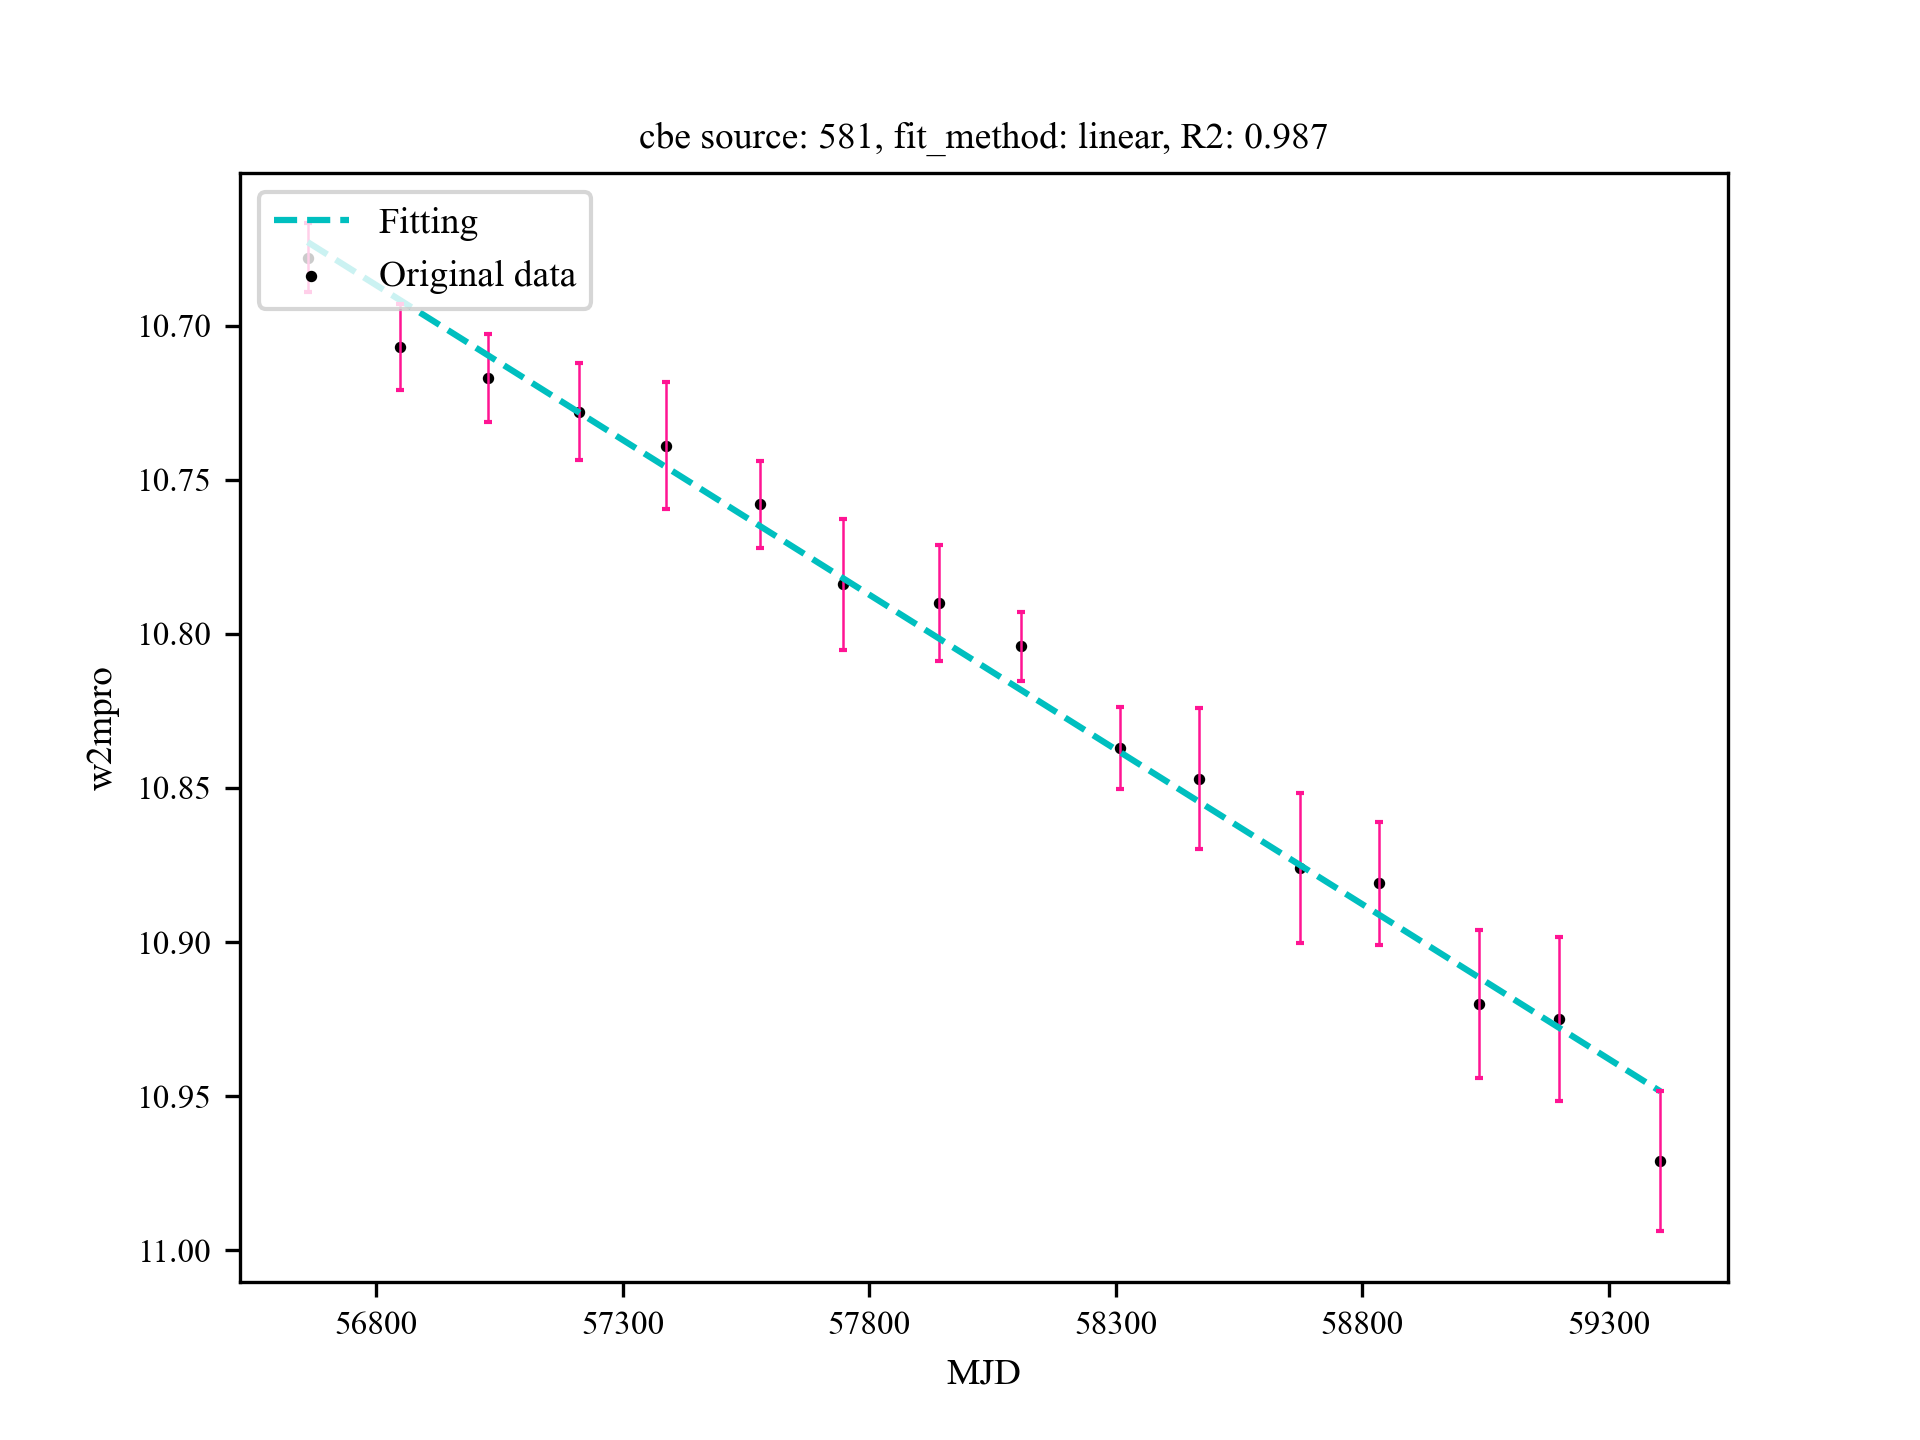 cbe source: 581, fit_method: linear, R2: 0.987
Fitting
Original data
10.70
10.75
10.80
10.85
10.90
10.95
11.00
w2mpro
56800 57300 57800 58300 58800 59300
MJD